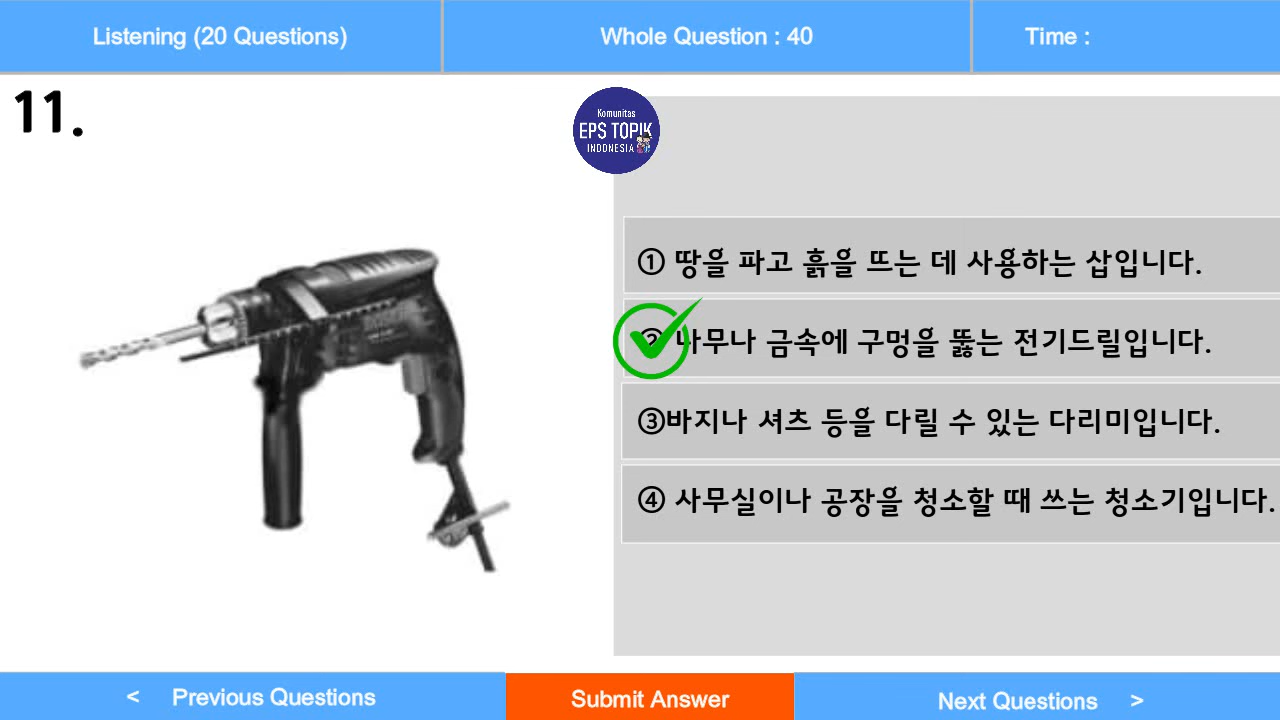 Listening (20 Questions)
Whole Question : 40
Time :
11.
Komunitas
EPS TOPIK
INDONESIA
① 땅을 파고 흙을 뜨는 데 사용하는 삽입니다.
② 나무나 금속에 구멍을 뚫는 전기드릴입니다.
③바지나 셔츠 등을 다릴 수 있는 다리미입니다.
④ 사무실이나 공장을 청소할 때 쓰는 청소기입니다.
< Previous Questions
Submit Answer
Next Questions >